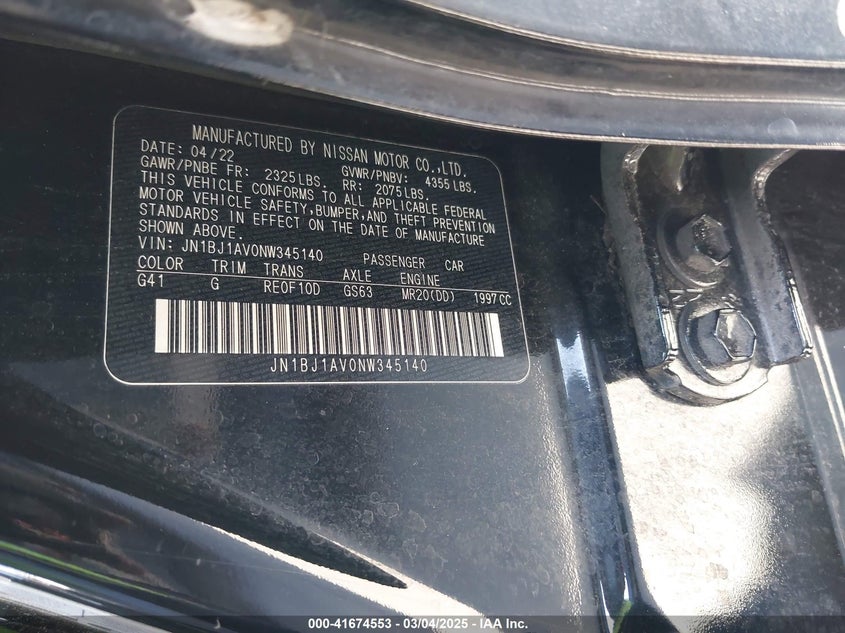 MANUFACTURED BY NISSAN MOTOR CO.,LTD.
DATE: 04/22 GVWR/PNBV: 4355LBS.
GAWR/PNBE FR: 2325LBS. RR: 2075LBS.
THIS VEHICLE CONFORMS TO ALL APPLICABLE FEDERAL
MOTOR VEHICLE SAFETY,BUMPER,AND THEFT PREVENTION
STANDARDS IN EFFECT ON THE DATE OF MANUFACTURE
SHOWN ABOVE.
VIN: JN1BJ1AV0NW345140 PASSENGER CAR
COLOR TRIM TRANS AXLE ENGINE
G41 G RE0F10D GS63 MR20(DD) 1997CC
JN1BJ1AV0NW345140
000-41674553 - 03/04/2025 - IAAI.com